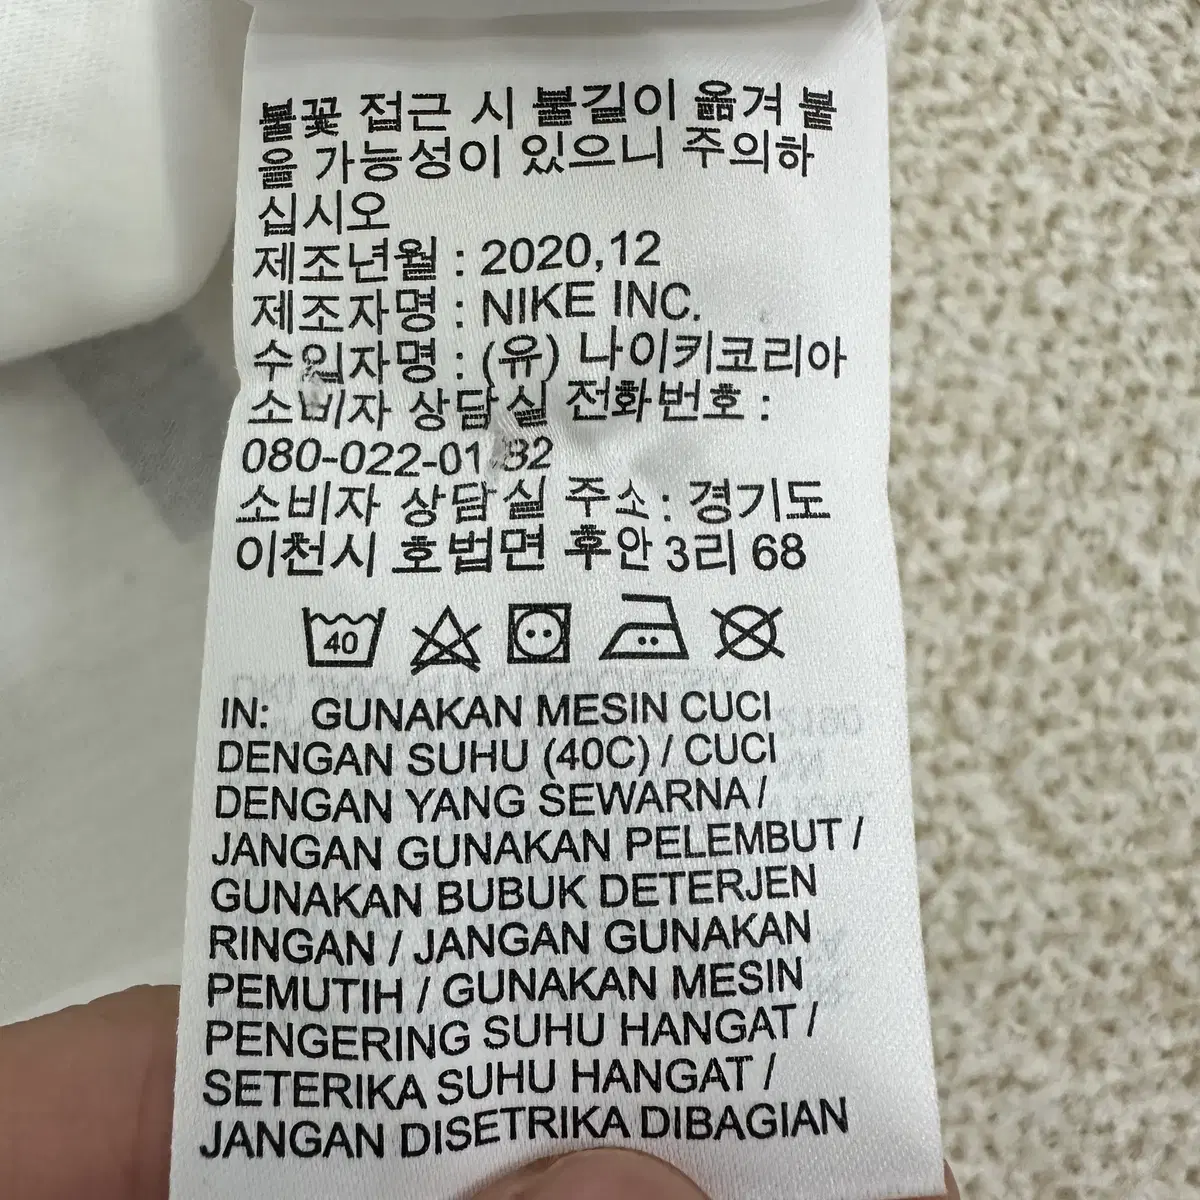 불꽃 접근 시 불길이 옮겨 붙
을 가능성이 있으니 주의하
십시오
제조년월 : 2020,12
제조자명 : NIKE INC.
수입자명 : (유) 나이키코리아
소비자 상담실 전화번호 :
080-022-0182
소비자 상담실 주소 : 경기도
이천시 호법면 후안 3리 68
40
IN: GUNAKAN MESIN CUCI
DENGAN SUHU (40C) / CUCI
DENGAN YANG SEWARNA /
JANGAN GUNAKAN PELEMBUT /
GUNAKAN BUBUK DETERJEN
RINGAN / JANGAN GUNAKAN
PEMUTIH / GUNAKAN MESIN
PENGERING SUHU HANGAT /
SETERIKA SUHU HANGAT /
JANGAN DISETRIKA DIBAGIAN